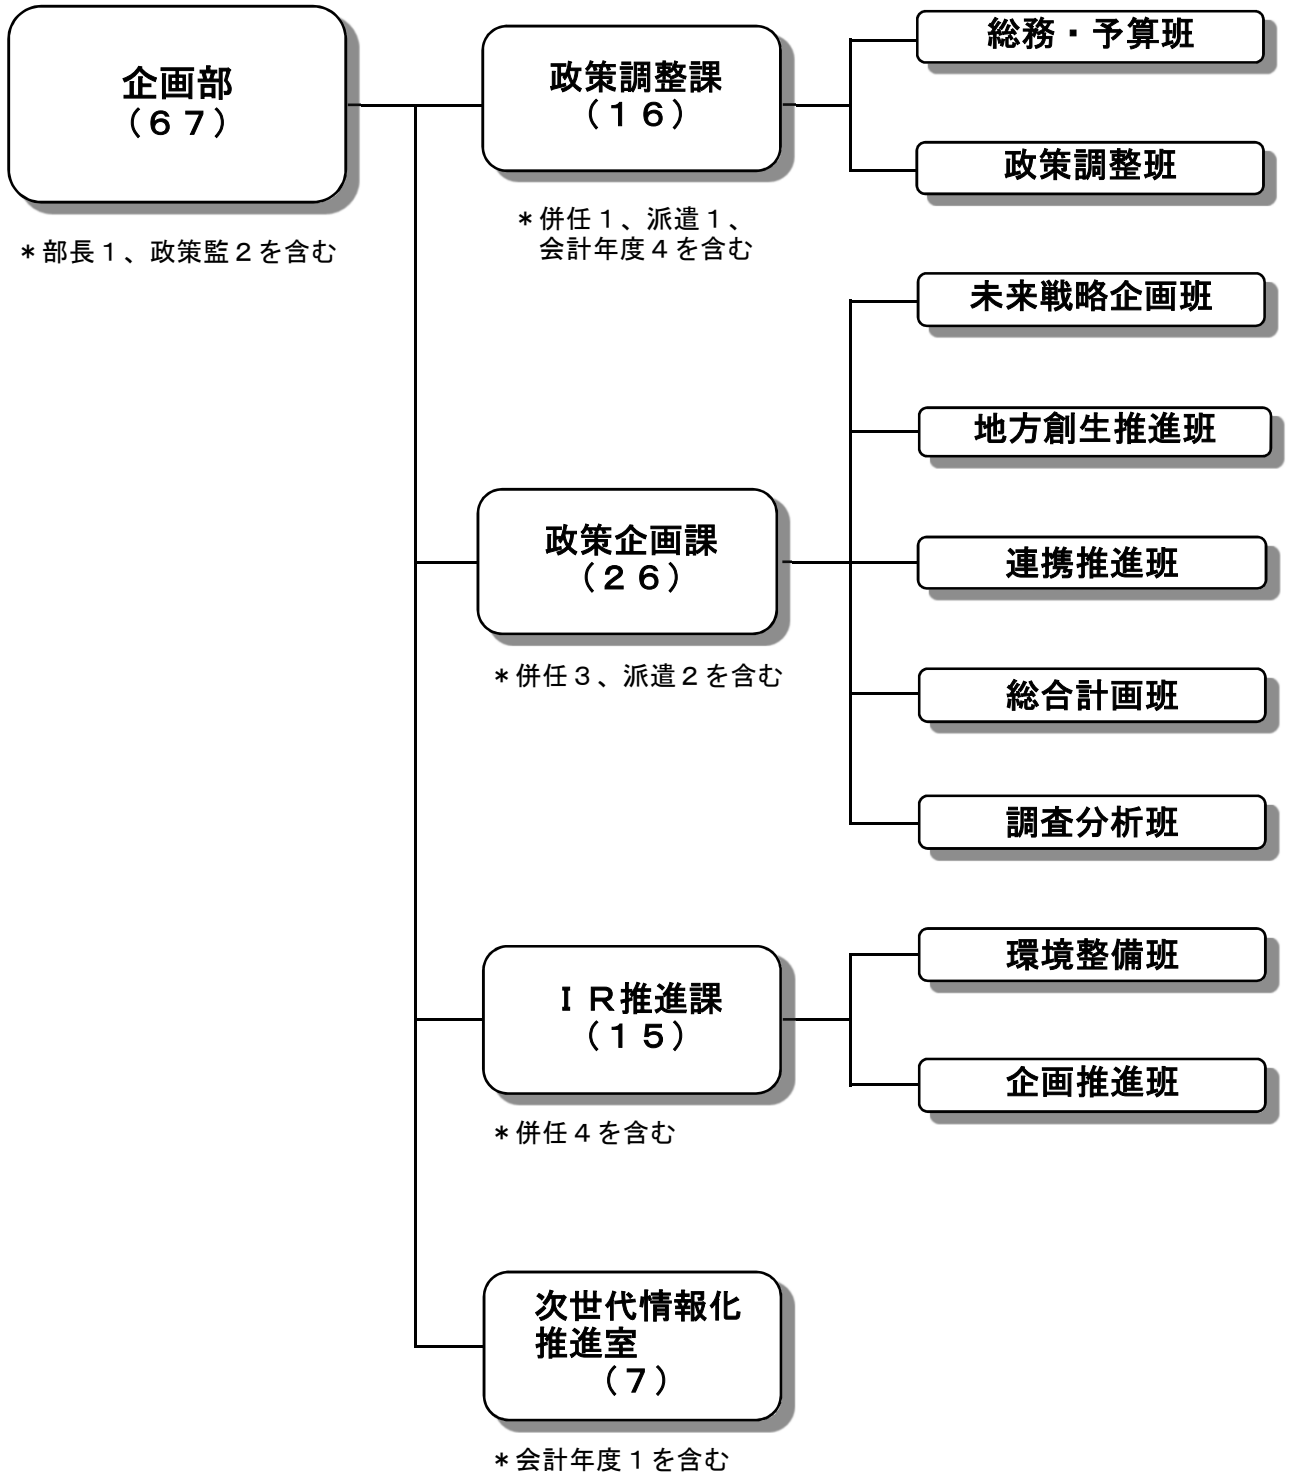 企画部
(67)
*部長1、政策監2を含む
政策調整課
(16)
*併任1、派遣1、
会計年度4を含む
総務・予算班
政策調整班
政策企画課
(26)
*併任3、派遣2を含む
未来戦略企画班
地方創生推進班
連携推進班
総合計画班
調査分析班
IR推進課
(15)
*併任4を含む
環境整備班
企画推進班
次世代情報化
推進室
(7)
*会計年度1を含む